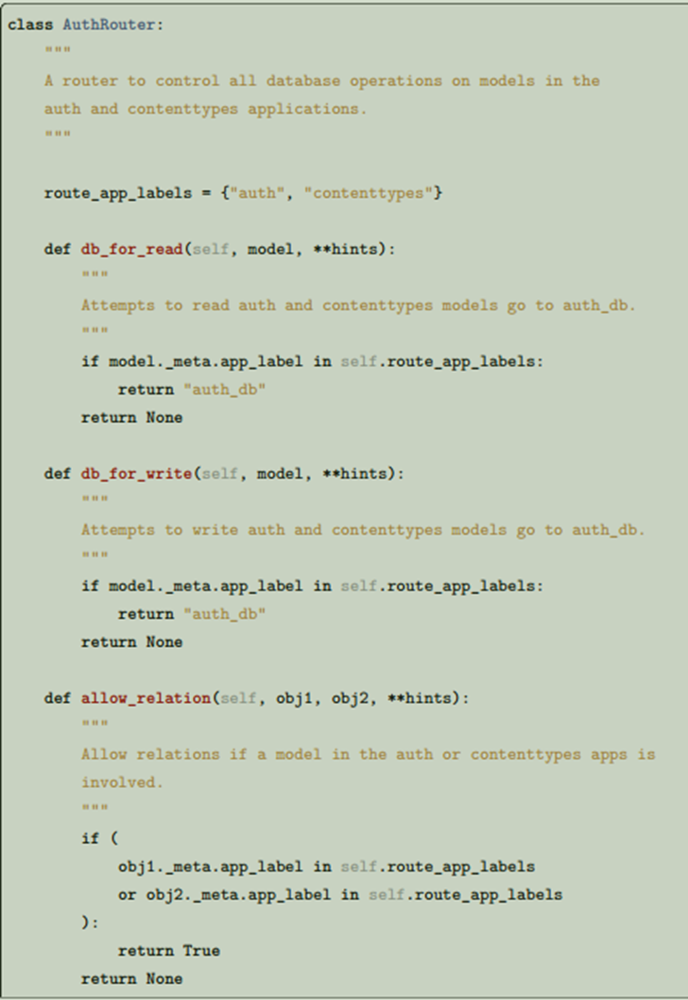 class AuthRouter:
    """
    A router to control all database operations on models in the
    auth and contenttypes applications.
    """

    route_app_labels = {"auth", "contenttypes"}

    def db_for_read(self, model, **hints):
        """
        Attempts to read auth and contenttypes models go to auth_db.
        """
        if model._meta.app_label in self.route_app_labels:
            return "auth_db"
        return None

    def db_for_write(self, model, **hints):
        """
        Attempts to write auth and contenttypes models go to auth_db.
        """
        if model._meta.app_label in self.route_app_labels:
            return "auth_db"
        return None

    def allow_relation(self, obj1, obj2, **hints):
        """
        Allow relations if a model in the auth or contenttypes apps is
        involved.
        """
        if (
            obj1._meta.app_label in self.route_app_labels
            or obj2._meta.app_label in self.route_app_labels
        ):
            return True
        return None